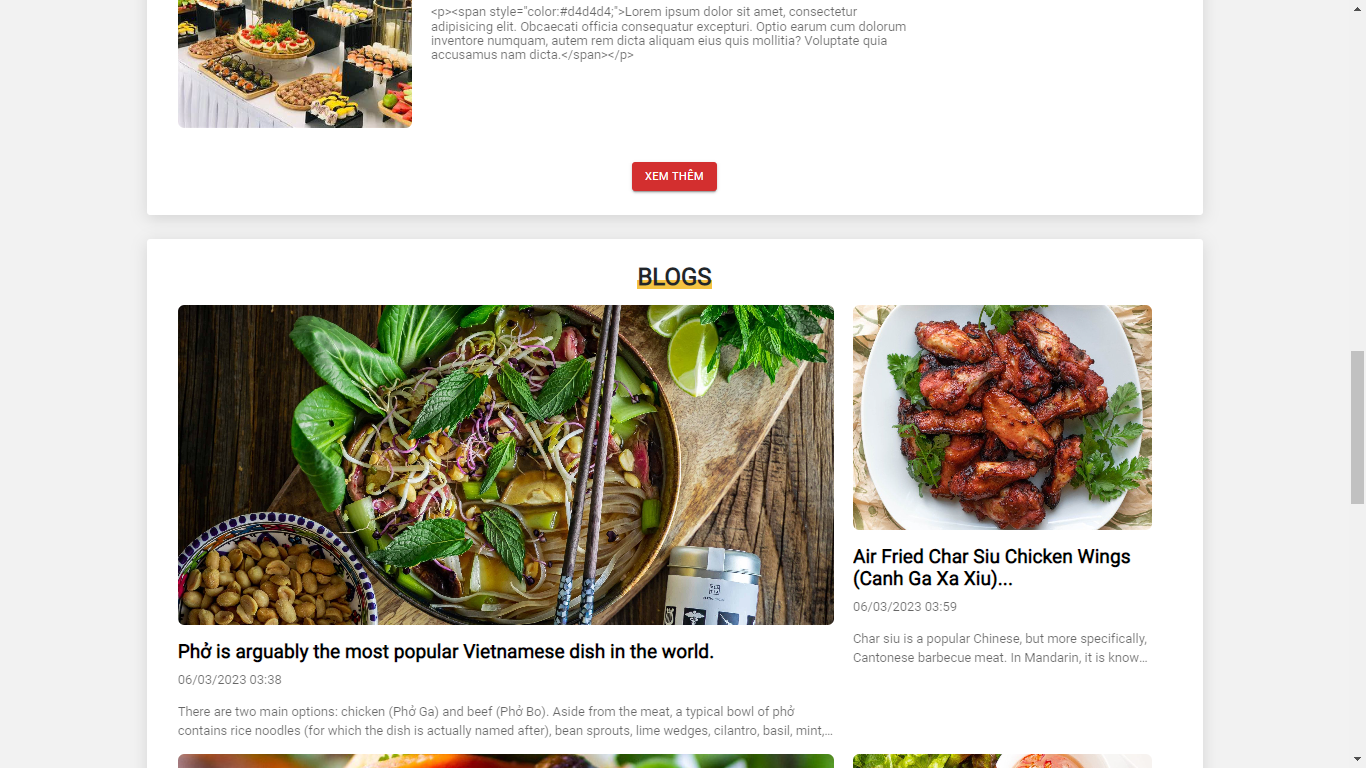 <p><span style="color:#d4d4d4;">Lorem ipsum dolor sit amet, consectetur
adipisicing elit. Obcaecati officia consequatur excepturi. Optio earum cum dolorum
inventore numquam, autem rem dicta aliquam eius quis mollitia? Voluptate quia
accusamus nam dicta.</span></p>
XEM THÊM
BLOGS
Phở is arguably the most popular Vietnamese dish in the world.
06/03/2023 03:38
There are two main options: chicken (Phở Ga) and beef (Phở Bo). Aside from the meat, a typical bowl of phở
contains rice noodles (for which the dish is actually named after), bean sprouts, lime wedges, cilantro, basil, mint,...
Air Fried Char Siu Chicken Wings
(Canh Ga Xa Xiu)...
06/03/2023 03:59
Char siu is a popular Chinese, but more specifically,
Cantonese barbecue meat. In Mandarin, it is know...